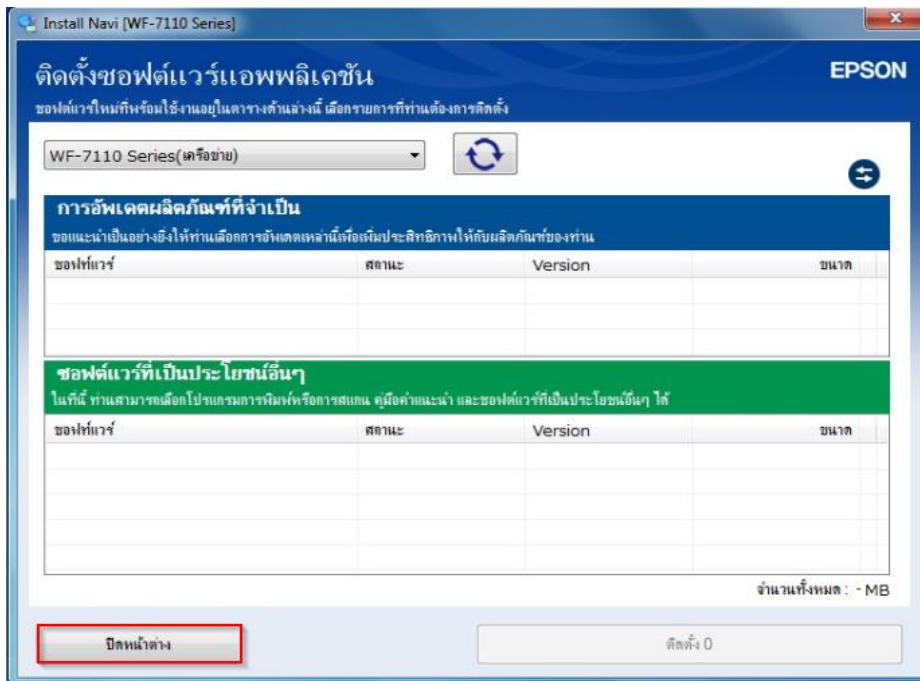 Install Navi [WF-7110 Series]
ติดตั้งซอฟต์แวร์แอพพลิเคชัน
EPSON
ซอฟต์แวร์ใหม่ที่พร้อมใช้งานอยู่ในตารางด้านล่างนี้ เลือกรายการที่ท่านต้องการติดตั้ง
WF-7110 Series(เครือข่าย)
การอัพเดตผลิตภัณฑ์ที่จำเป็น
ขอแนะนำเป็นอย่างยิ่งให้ท่านเลือกการอัพเดตเหล่านี้เพื่อเพิ่มประสิทธิภาพให้กับผลิตภัณฑ์ของท่าน
ซอฟท์แวร์ สถานะ Version ขนาด
ซอฟต์แวร์ที่เป็นประโยชน์อื่นๆ
ในที่นี้ ท่านสามารถเลือกโปรแกรมการพิมพ์หรือการสแกน คู่มือคำแนะนำ และซอฟต์แวร์ที่เป็นประโยชน์อื่นๆ ได้
ซอฟท์แวร์ สถานะ Version ขนาด
จำนวนทั้งหมด : - MB
ปิดหน้าต่าง
ติดตั้ง 0